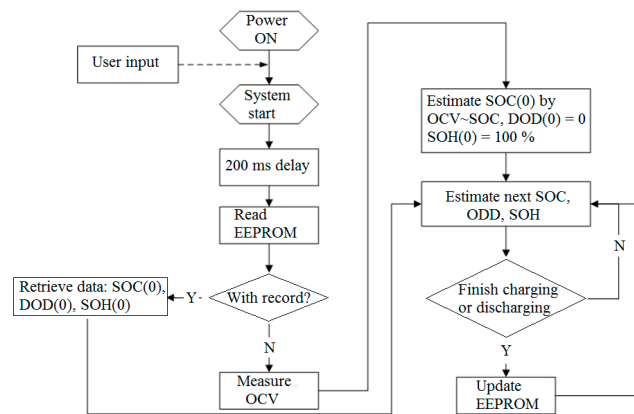 Power
ON
User input
System
start
200 ms delay
Read
EEPROM
With record?
Y
Retrieve data: SOC(0),
DOD(0), SOH(0)
N
Measure
OCV
Estimate SOC(0) by
OCV~SOC, DOD(0) = 0
SOH(0) = 100 %
Estimate next SOC,
ODD, SOH
Finish charging
or discharging
N
Y
Update
EEPROM